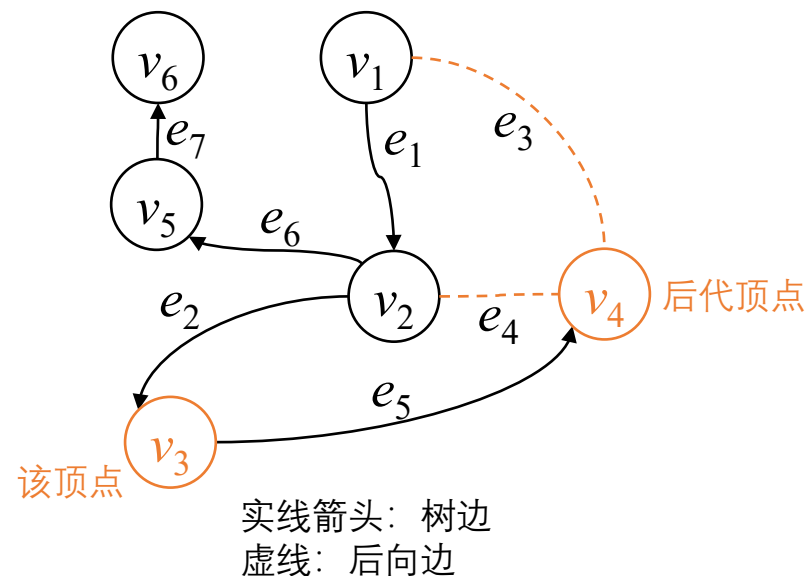 v6
v1
e3
e7
e1
v5
e6
v2
v4
后代顶点
e2
e4
e5
v3
该顶点
实线箭头：树边
虚线：后向边